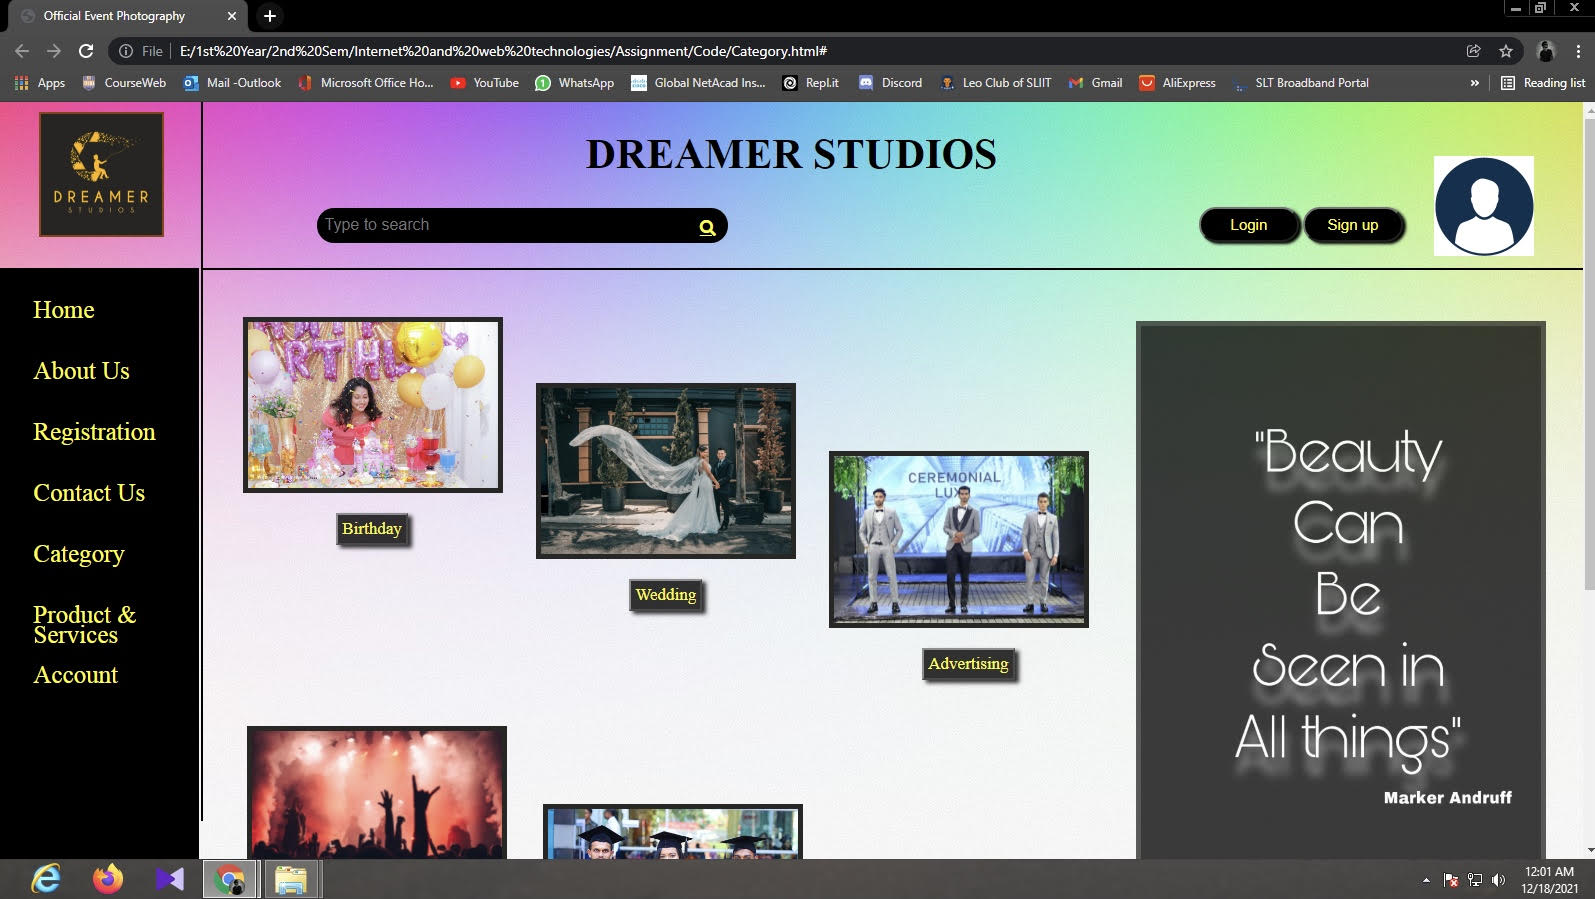 Official Event Photography
File
E:/1st%20Year/2nd%20Sem/Internet%20and%20web%20technologies/Assignment/Code/Category.html#
Apps
CourseWeb
Mail -Outlook
Microsoft Office Ho...
YouTube
WhatsApp
Global NetAcad Ins...
Repl.it
Discord
Leo Club of SLIIT
Gmail
AliExpress
SLT Broadband Portal
»
Reading list
DREAMER
STUDIOS
DREAMER STUDIOS
Type to search
Login
Sign up
Home
About Us
Registration
Contact Us
Category
Product &
Services
Account
Birthday
Wedding
CEREMONIAL
Advertising
"Beauty
Can
Be
Seen in
All things"
Marker Andruff
12:01 AM
12/18/2021